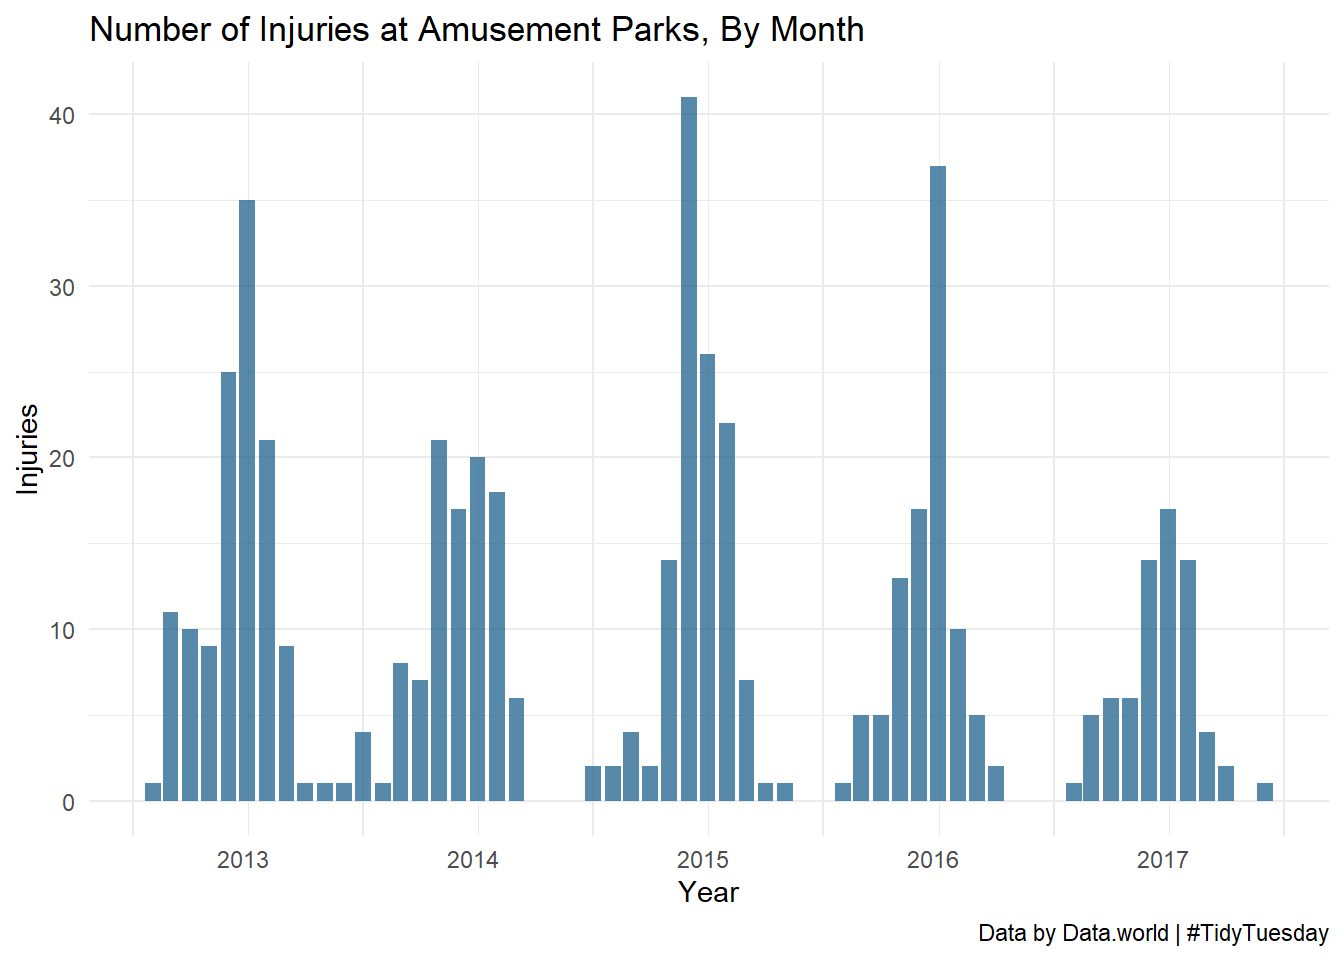 Number of Injuries at Amusement Parks, By Month
40
30
20
10
0
Injuries
2013 2014 2015 2016 2017
Year
Data by Data.world | #TidyTuesday